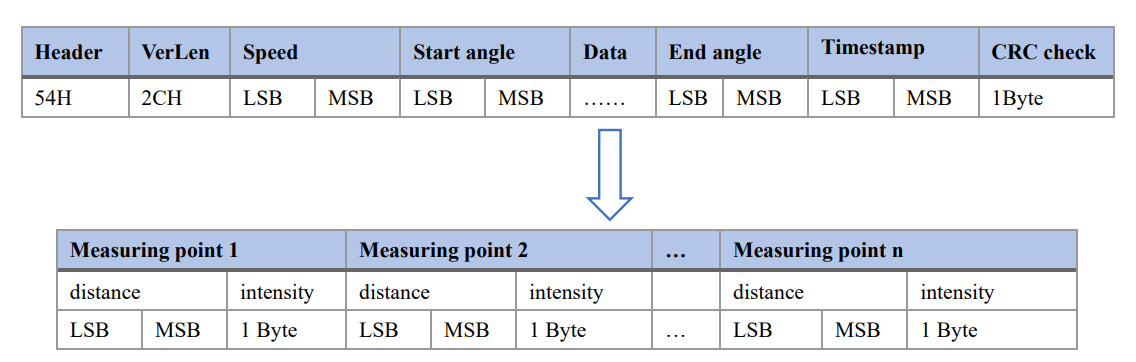 Header VerLen Speed Start angle Data End angle Timestamp CRC check
54H 2CH LSB MSB LSB MSB …… LSB MSB LSB MSB 1Byte
Measuring point 1 Measuring point 2 … Measuring point n
distance intensity distance intensity distance intensity
LSB MSB 1 Byte LSB MSB 1 Byte … LSB MSB 1 Byte